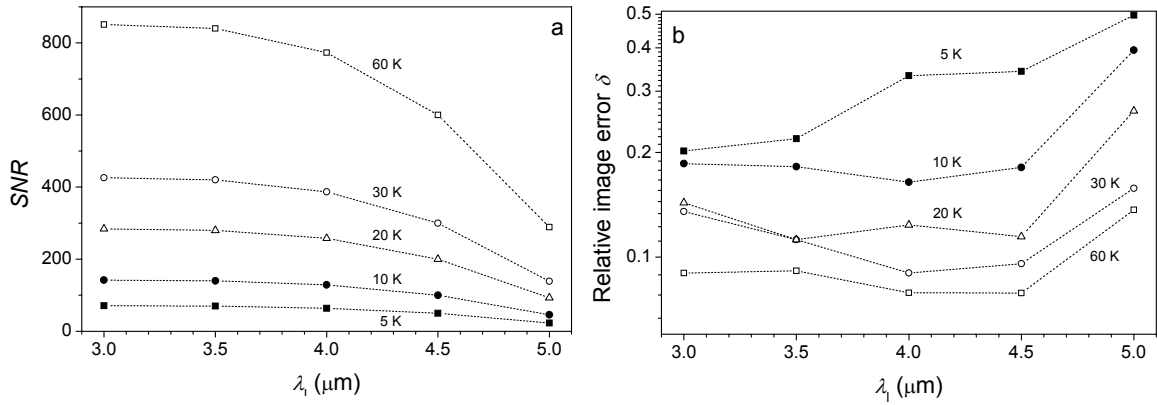 a
SNR
800
600
400
200
0
60 K
30 K
20 K
10 K
5 K
3.0 3.5 4.0 4.5 5.0
λl (μm)
b
Relative image error δ
0.5
0.4
0.3
0.2
0.1
5 K
10 K
20 K
30 K
60 K
3.0 3.5 4.0 4.5 5.0
λl (μm)